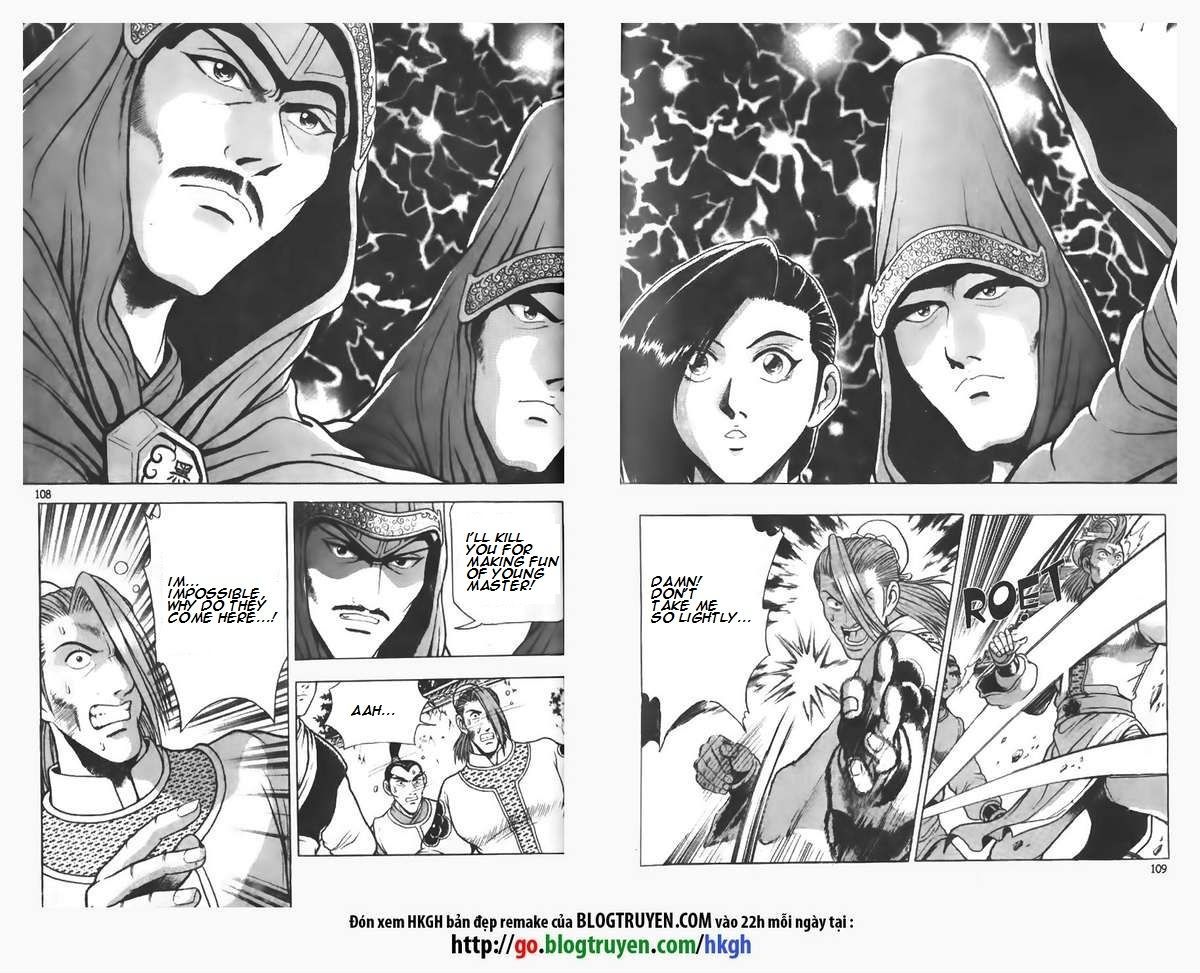 108
IM...
IMPOSSIBLE,
WHY DO THEY
COME HERE...!
I'LL KILL
YOU FOR
MAKING FUN
OF YOUNG
MASTER!
AAH...
DAMN!
DON'T
TAKE ME
SO LIGHTLY...
ROẸT
109
Đón xem HKGH bản đẹp remake của BLOGTRUYEN.COM vào 22h mỗi ngày tại :
http://go.blogtruyen.com/hkgh